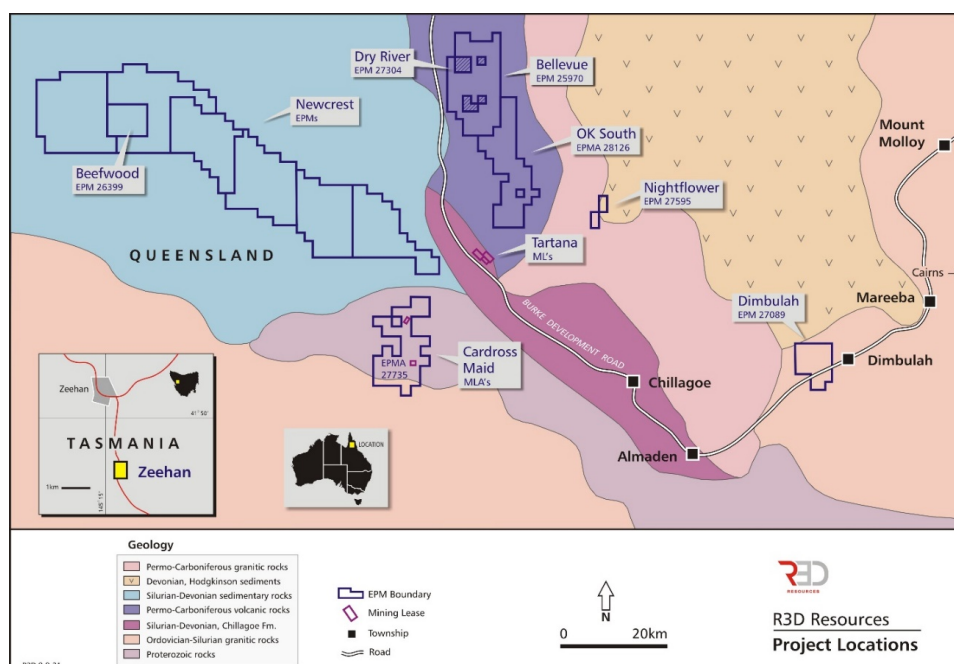 Dry River
EPM 27304
Bellevue
EPM 25970
Newcrest
EPMs
Beefwood
EPM 26399
OK South
EPMA 28126
Mount
Molloy
Nightflower
EPM 27595
QUEENSLAND
Tartana
ML's
Cairns
Mareeba
Dimbulah
EPM 27089
BURKE DEVELOPMENT ROAD
EPMA
27735
Cardross
Maid
MLA's
Chillagoe
Dimbulah
Almaden
Zeehan
41° 50'
TASMANIA
Zeehan
1km
145° 15'
LOCATION
Geology
Permo-Carboniferous granitic rocks
Devonian, Hodgkinson sediments
Silurian-Devonian sedimentary rocks
Permo-Carboniferous volcanic rocks
Silurian-Devonian, Chillagoe Fm.
Ordovician-Silurian granitic rocks
Proterozoic rocks
EPM Boundary
Mining Lease
Township
Road
N
0 20km
R3D
RESOURCES
R3D Resources
Project Locations